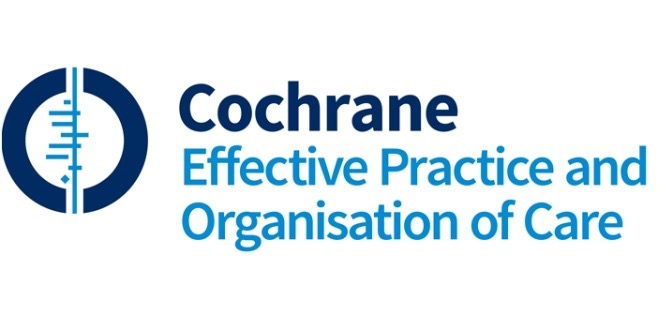 Cochrane
Effective Practice and
Organisation of Care